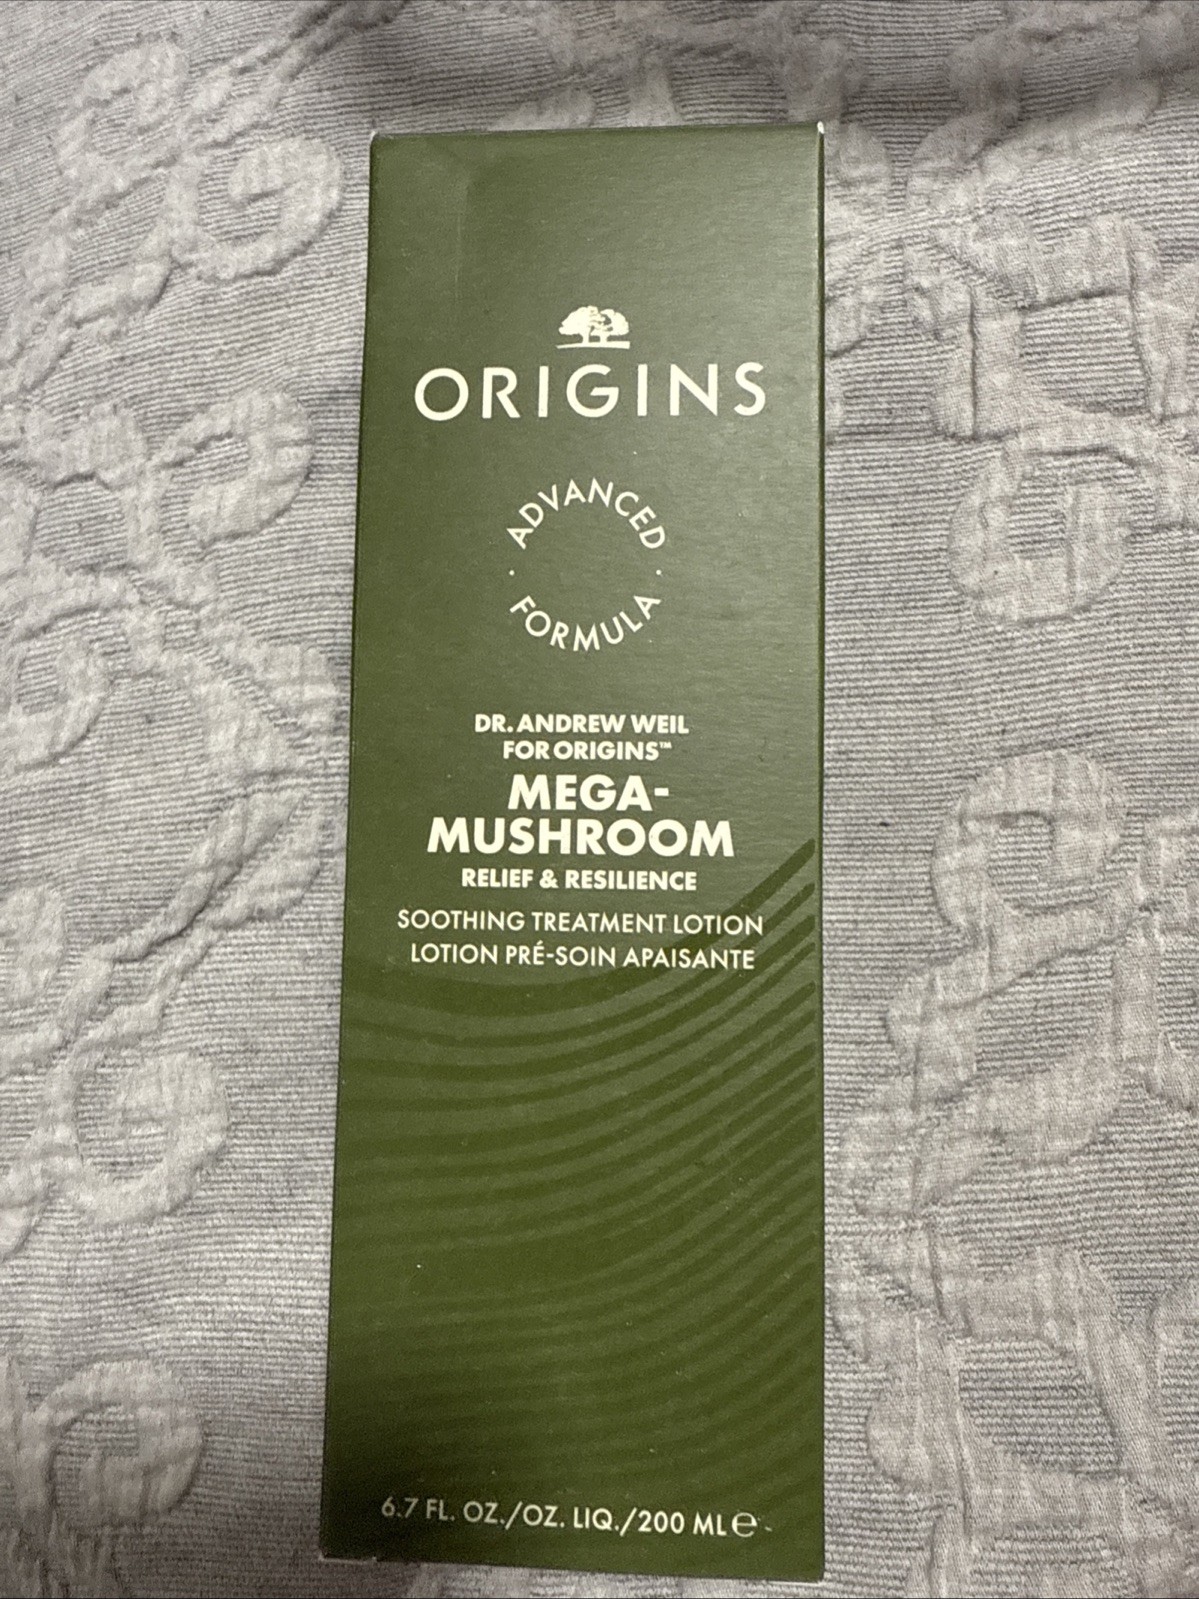 ORIGINS
ADVANCED
FORMULA
DR. ANDREW WEIL
FOR ORIGINS™
MEGA-
MUSHROOM
RELIEF & RESILIENCE
SOOTHING TREATMENT LOTION
LOTION PRÉ-SOIN APAISANTE
6.7 FL. OZ./OZ. LIQ./200 ML ℮